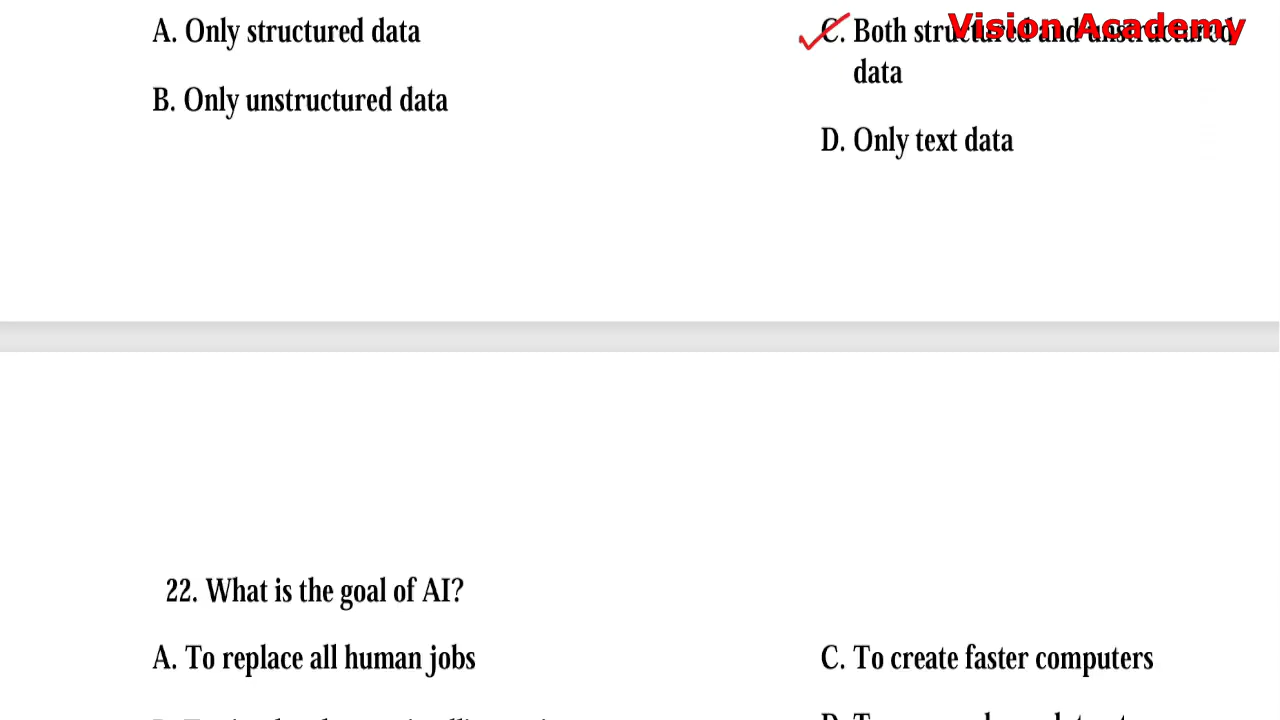 A. Only structured data
B. Only unstructured data
C. Both structured and unstructured
data
D. Only text data
Vision Academy
22. What is the goal of AI?
A. To replace all human jobs
C. To create faster computers